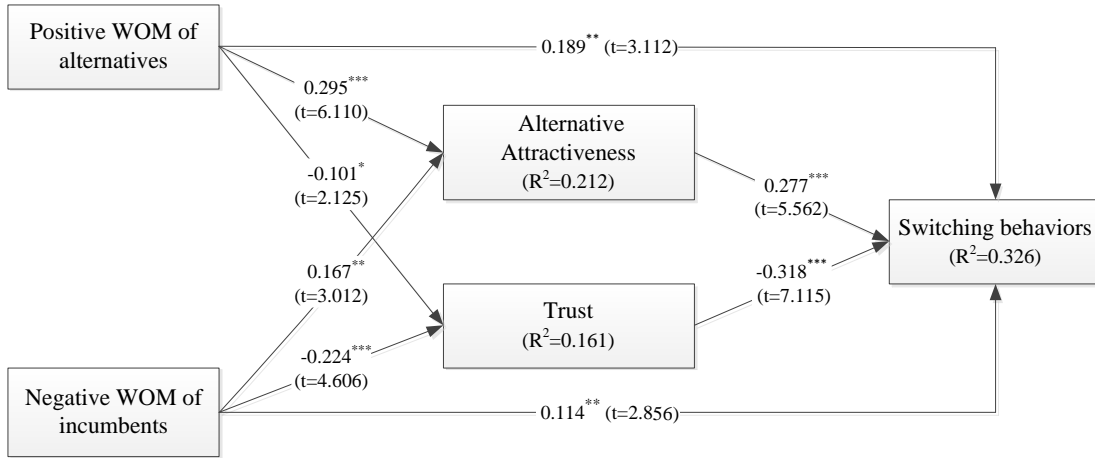 Positive WOM of
alternatives
0.189** (t=3.112)
0.295***
(t=6.110)
Alternative
Attractiveness
(R²=0.212)
-0.101*
(t=2.125)
0.277***
(t=5.562)
Switching behaviors
(R²=0.326)
0.167**
(t=3.012)
-0.318***
(t=7.115)
Trust
(R²=0.161)
-0.224***
(t=4.606)
Negative WOM of
incumbents
0.114** (t=2.856)